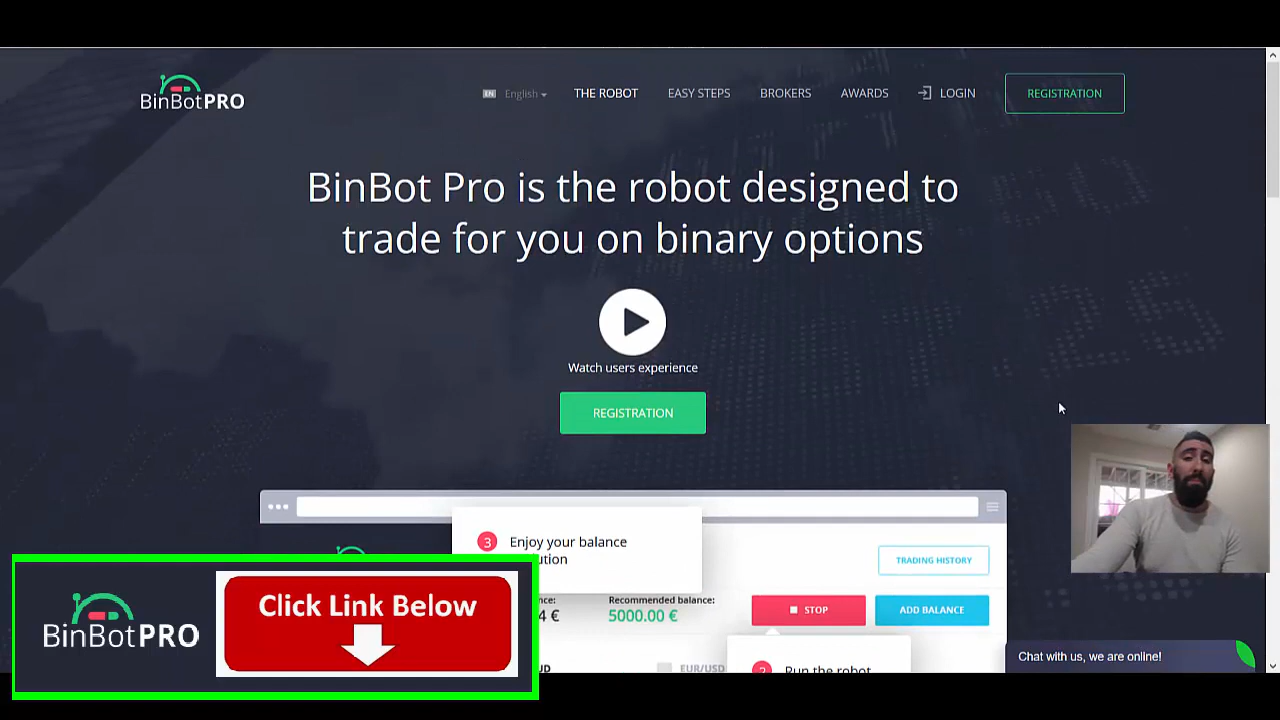 BinBotPRO
EN English
THE ROBOT
EASY STEPS
BROKERS
AWARDS
LOGIN
REGISTRATION
BinBot Pro is the robot designed to
trade for you on binary options
Watch users experience
REGISTRATION
3 Enjoy your balance
TRADING HISTORY
Recommended balance:
5000.00 €
STOP
ADD BALANCE
EUR/USD
2 Run the robot
BinBotPRO
Click Link Below
Chat with us, we are online!